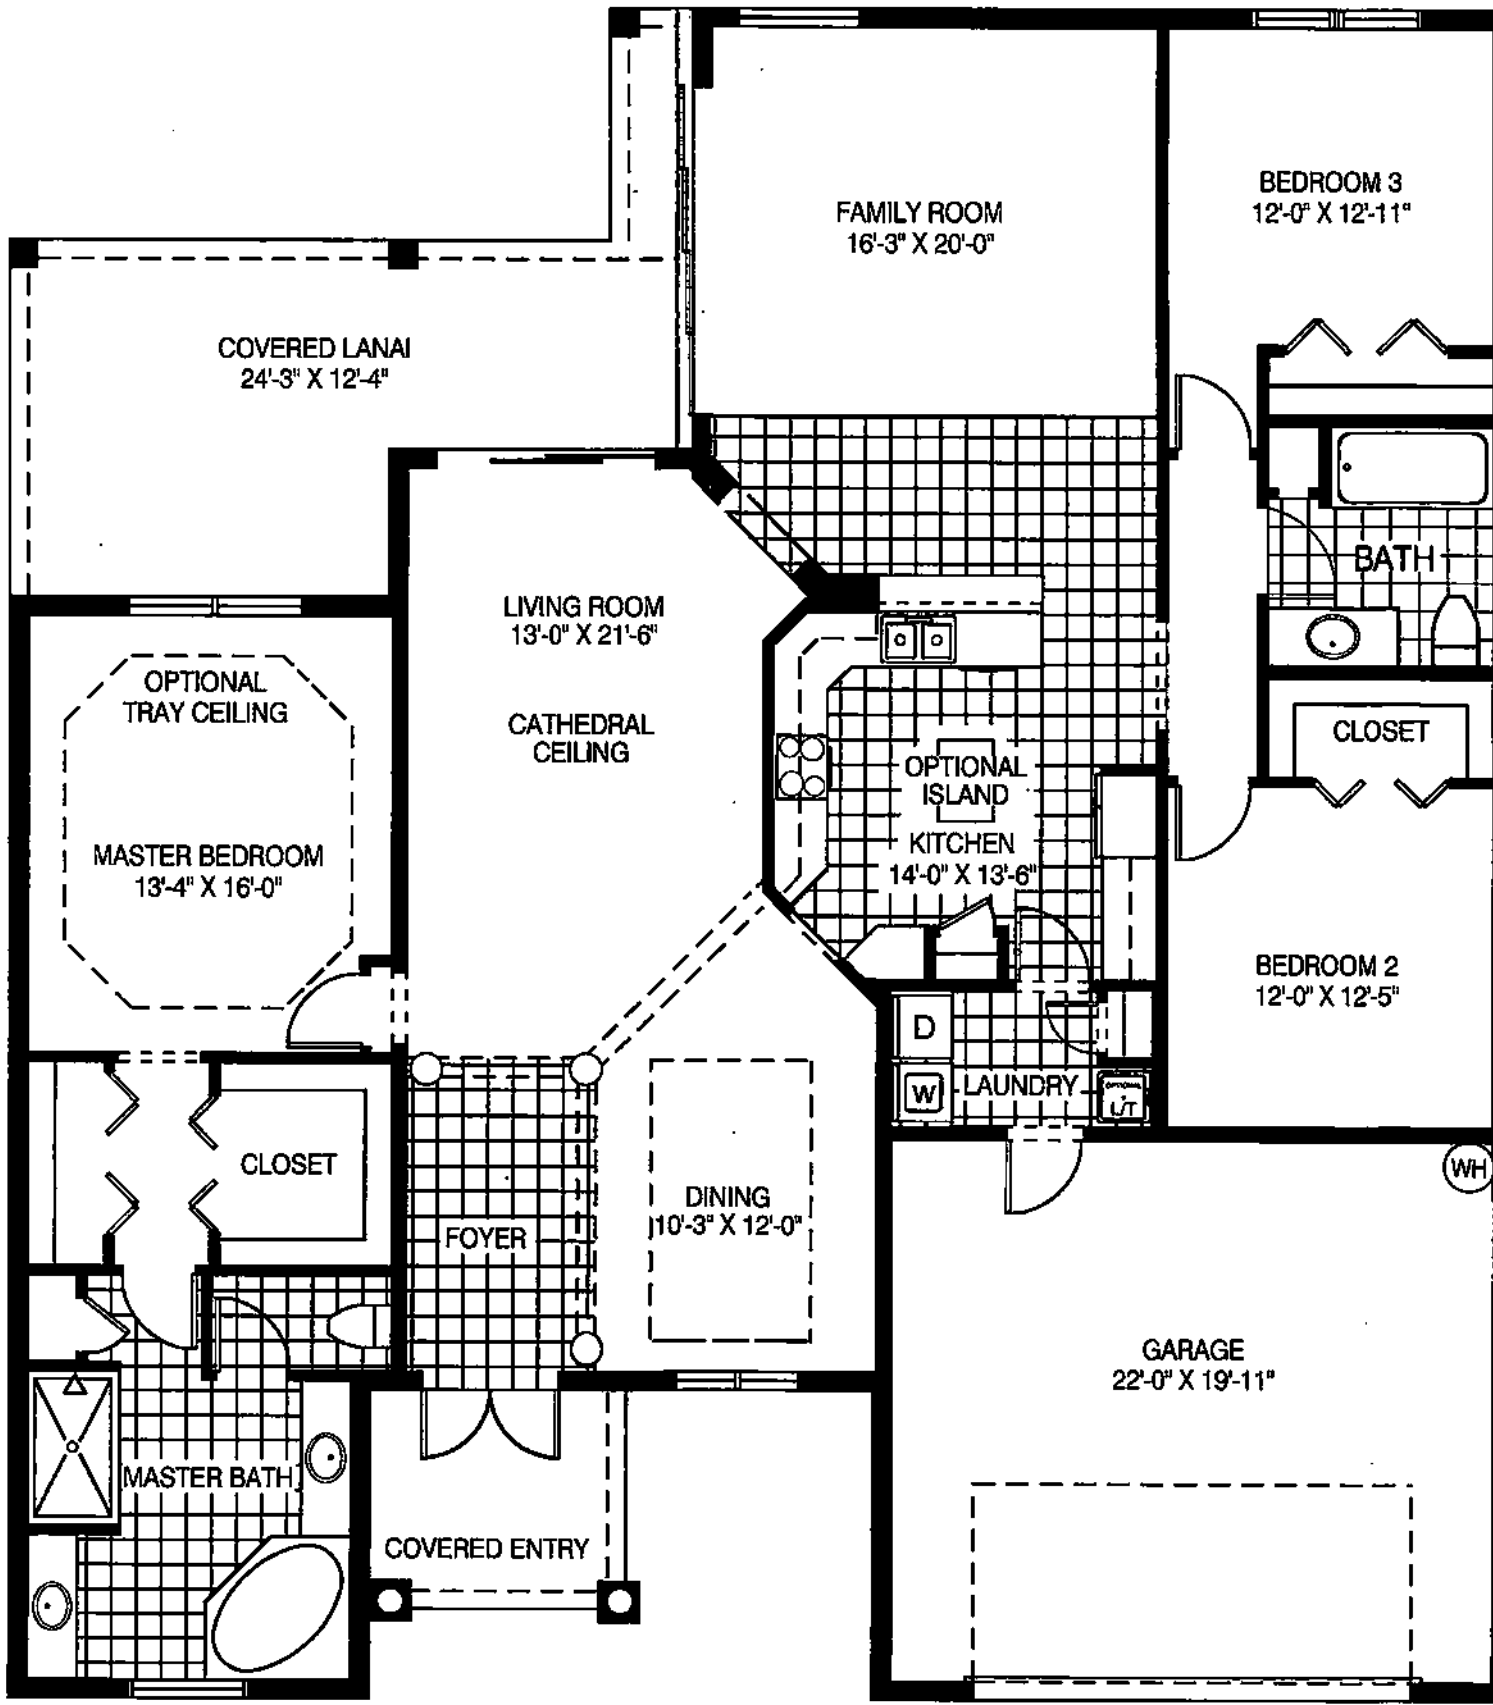 BEDROOM 3
12'-0" X 12'-11"
FAMILY ROOM
16'-3" X 20'-0"
COVERED LANAI
24'-3" X 12'-4"
BATH
LIVING ROOM
13'-0" X 21'-6"
CATHEDRAL
CEILING
OPTIONAL
TRAY CEILING
MASTER BEDROOM
13'-4" X 16'-0"
CLOSET
OPTIONAL
ISLAND
KITCHEN
14'-0" X 13'-6"
BEDROOM 2
12'-0" X 12'-5"
D
W
LAUNDRY
OPTIONAL
L/T
WH
CLOSET
DINING
10'-3" X 12'-0"
FOYER
GARAGE
22'-0" X 19'-11"
MASTER BATH
COVERED ENTRY